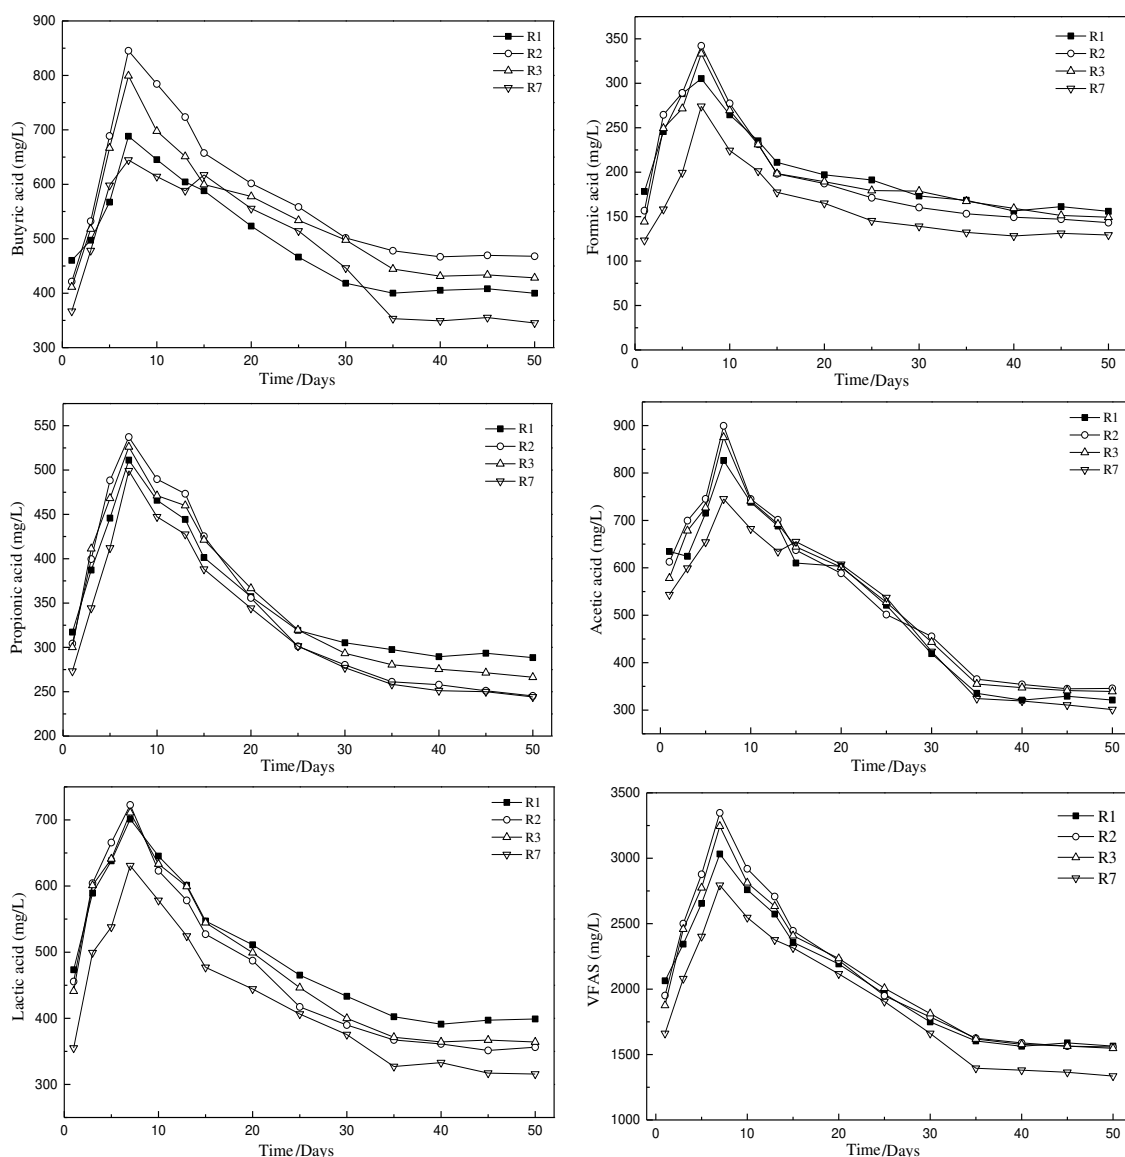 Butyric acid (mg/L)
900
800
700
600
500
400
300
0
10
20
30
40
50
Time/Days
R1
R2
R3
R7
Formic acid (mg/L)
350
300
250
200
150
100
50
0
0
10
20
30
40
50
Time/Days
R1
R2
R3
R7
Propionic acid (mg/L)
550
500
450
400
350
300
250
200
0
10
20
30
40
50
Time/Days
R1
R2
R3
R7
Acetic acid (mg/L)
900
800
700
600
500
400
300
0
10
20
30
40
50
Time/Days
R1
R2
R3
R7
Lactic acid (mg/L)
700
600
500
400
300
0
10
20
30
40
50
Time/Days
R1
R2
R3
R7
VFAS (mg/L)
3500
3000
2500
2000
1500
1000
0
10
20
30
40
50
Time/Days
R1
R2
R3
R7